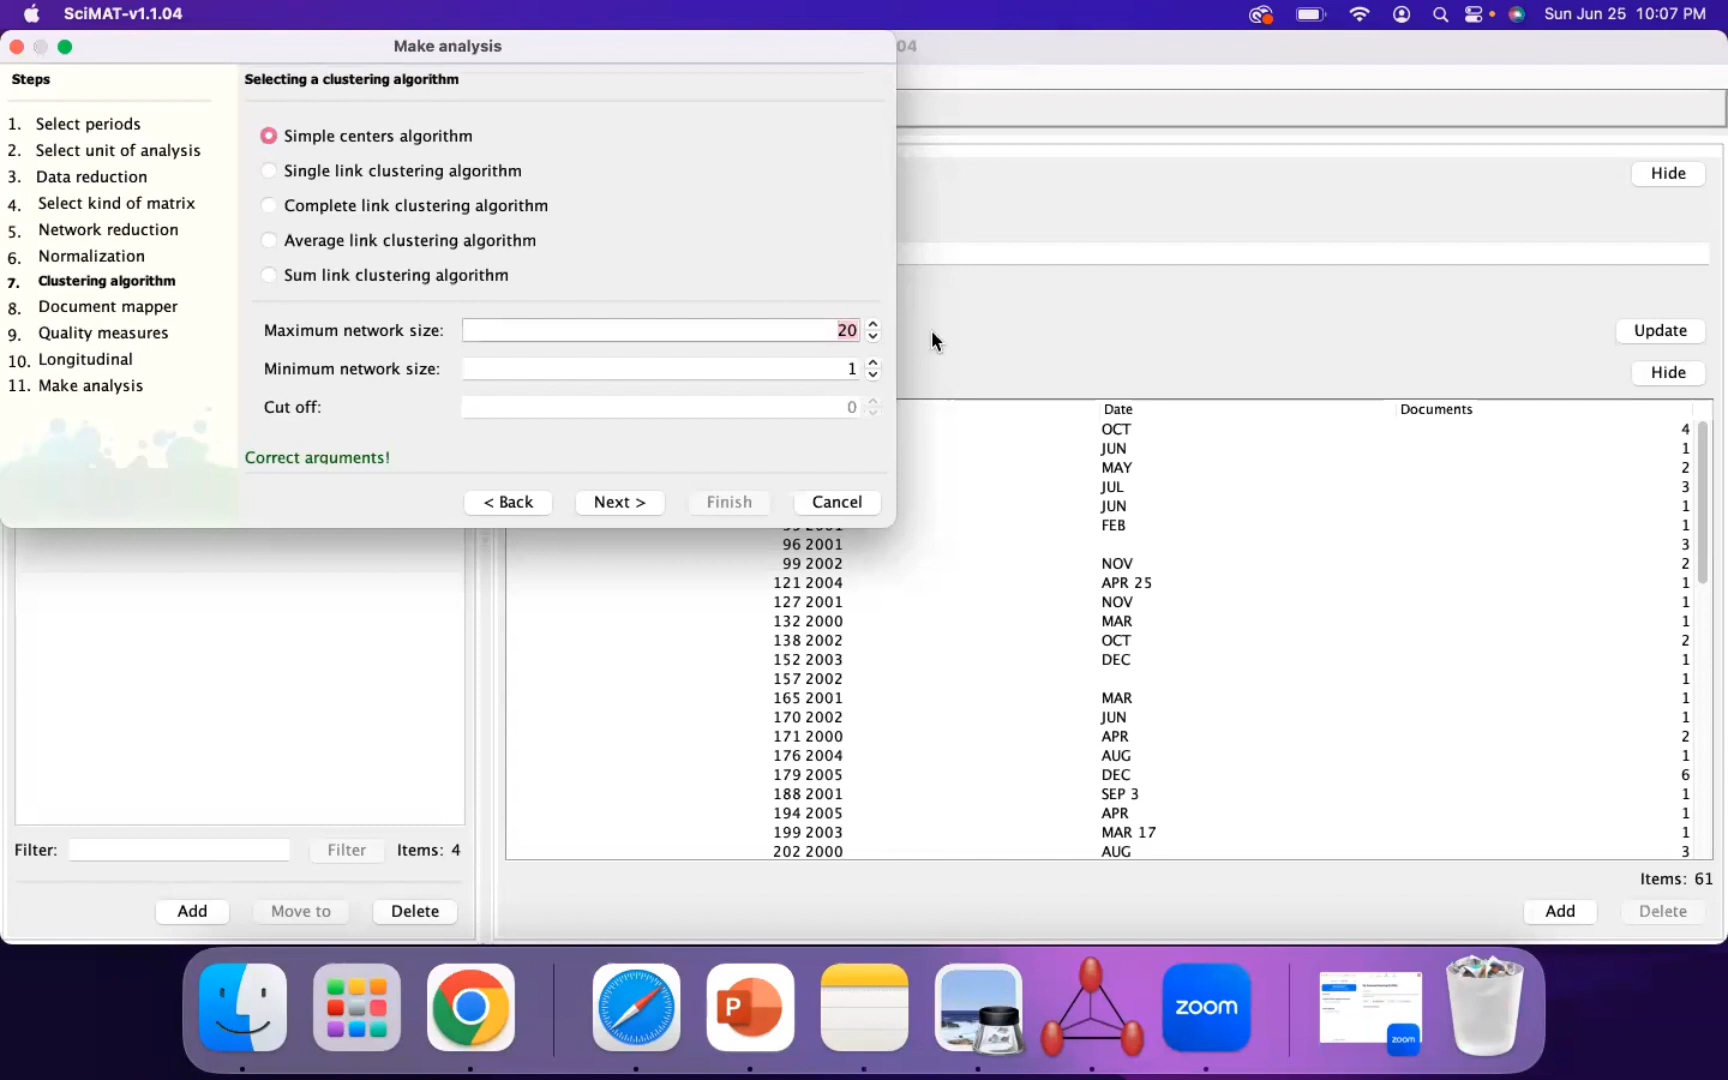 SciMAT-v1.1.04
Sun Jun 25 10:07 PM
Make analysis
04
Steps
1. Select periods
2. Select unit of analysis
3. Data reduction
4. Select kind of matrix
5. Network reduction
6. Normalization
7. Clustering algorithm
8. Document mapper
9. Quality measures
10. Longitudinal
11. Make analysis
Selecting a clustering algorithm
Simple centers algorithm
Single link clustering algorithm
Complete link clustering algorithm
Average link clustering algorithm
Sum link clustering algorithm
Maximum network size: 20
Minimum network size: 1
Cut off: 0
Correct arguments!
< Back Next > Finish Cancel
Hide
Update
Hide
Date Documents
OCT 4
JUN 1
MAY 2
JUL 3
JUN 1
FEB 1
96 2001 3
99 2002 NOV 2
121 2004 APR 25 1
127 2001 NOV 1
132 2000 MAR 1
138 2002 OCT 2
152 2003 DEC 1
157 2002 1
165 2001 MAR 1
170 2002 JUN 1
171 2000 APR 2
176 2004 AUG 1
179 2005 DEC 6
188 2001 SEP 3 1
194 2005 APR 1
199 2003 MAR 17 1
202 2000 AUG 3
Filter: Filter Items: 4
Items: 61
Add Move to Delete
Add Delete
P
zoom
zoom